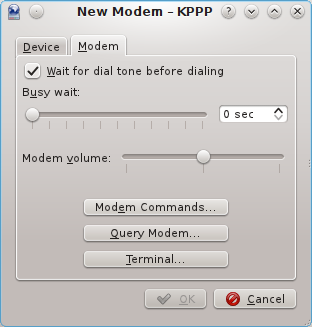 New Modem – KPPP
Device
Modem
Wait for dial tone before dialing
Busy wait:
0 sec
Modem volume:
Modem Commands...
Query Modem...
Terminal...
OK
Cancel